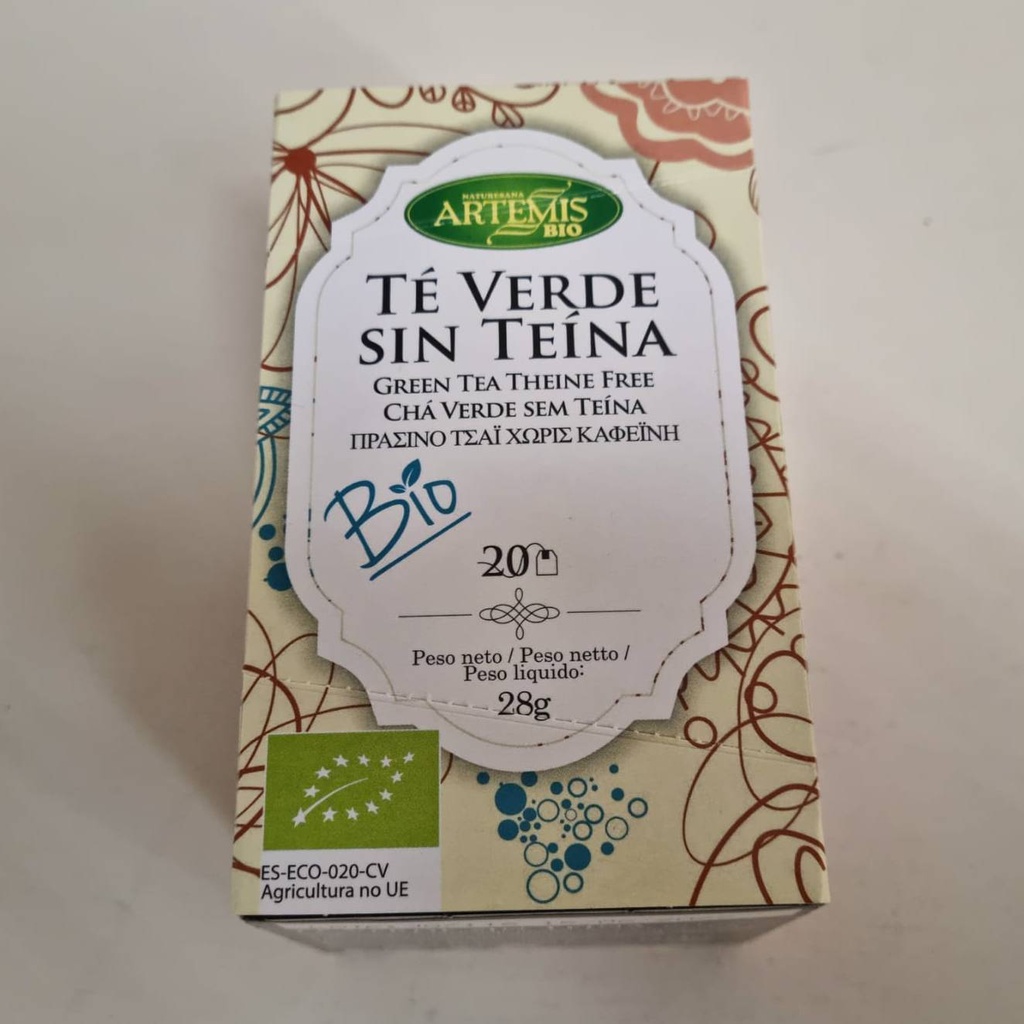 NATURESANA
ARTEMIS
BIO
TÉ VERDE
SIN TEÍNA
GREEN TEA THEINE FREE
CHÁ VERDE SEM TEÍNA
ΠΡΑΣΙΝΟ ΤΣΑΪ ΧΩΡΙΣ ΚΑΦΕΪΝΗ
Bio
20
Peso neto / Peso netto /
Peso liquido:
28g
ES-ECO-020-CV
Agricultura no UE